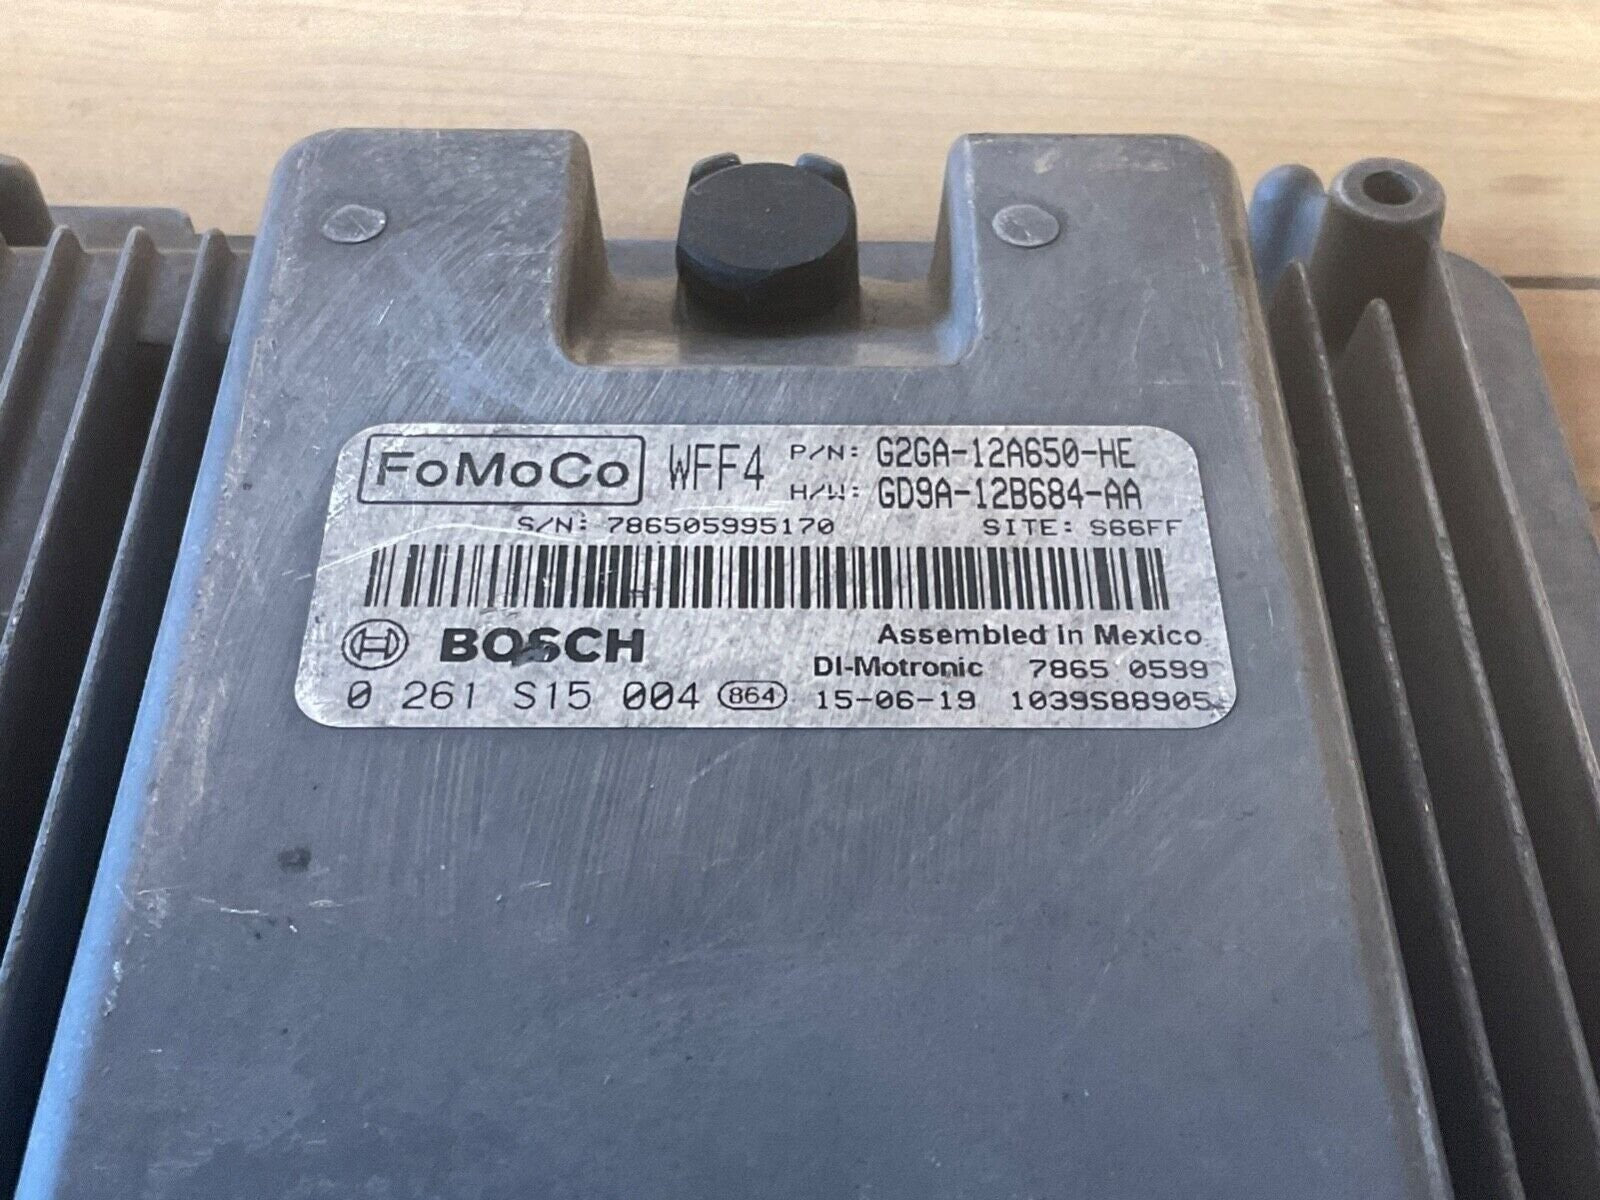 FoMoCo WFF4 P/N: G2GA-12A650-HE
H/W: GD9A-12B684-AA
S/N: 786505995170 SITE: S66FF
BOSCH Assembled in Mexico
DI-Motronic 7865 0599
0 261 S15 004 864 15-06-19 1039S88905